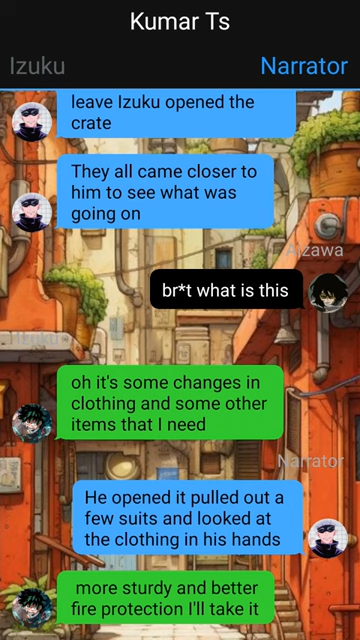 Kumar Ts
Izuku
Narrator
leave Izuku opened the
crate
They all came closer to
him to see what was
going on
Aizawa
br*t what is this
Izuku
oh it's some changes in
clothing and some other
items that I need
Narrator
He opened it pulled out a
few suits and looked at
the clothing in his hands
more sturdy and better
fire protection I'll take it